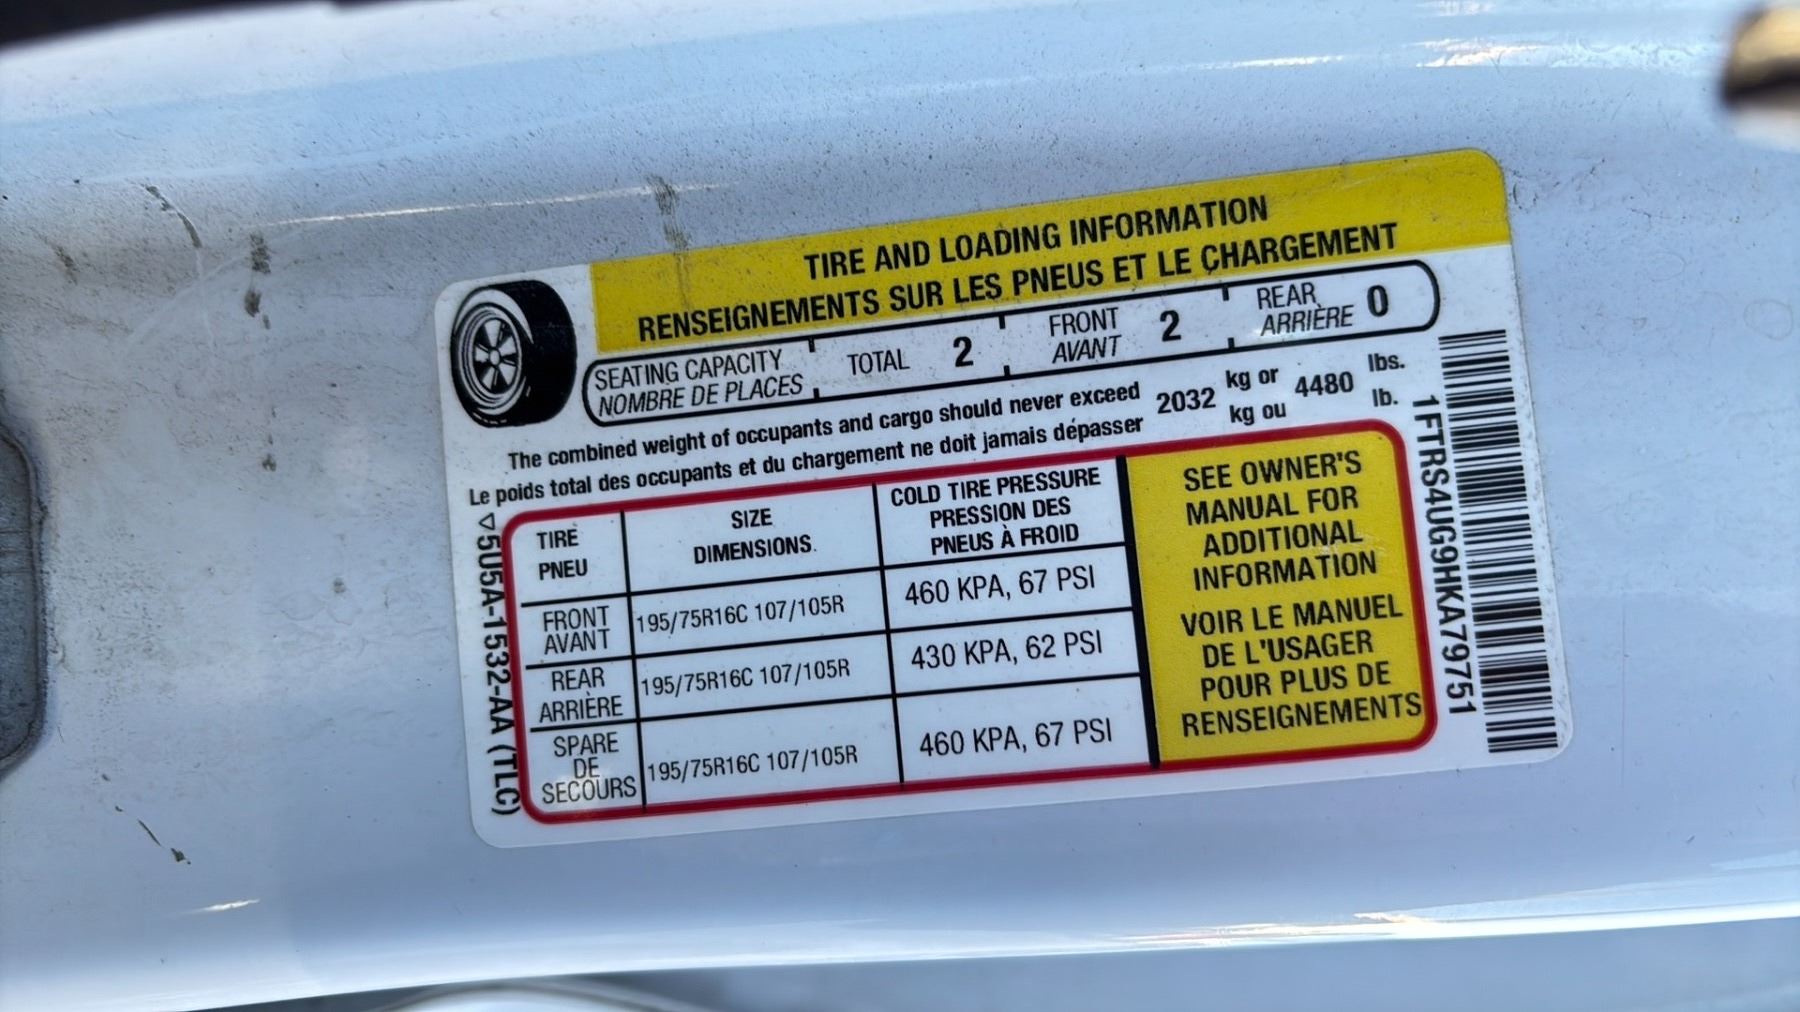 TIRE AND LOADING INFORMATION
RENSEIGNEMENTS SUR LES PNEUS ET LE CHARGEMENT
SEATING CAPACITY
NOMBRE DE PLACES
TOTAL 2
FRONT
AVANT
2
REAR
ARRIÈRE
0
The combined weight of occupants and cargo should never exceed
Le poids total des occupants et du chargement ne doit jamais dépasser
2032
kg or
kg ou
4480
lbs.
lb.
TIRE
PNEU
SIZE
DIMENSIONS
COLD TIRE PRESSURE
PRESSION DES
PNEUS À FROID
FRONT
AVANT
195/75R16C 107/105R
460 KPA, 67 PSI
REAR
ARRIÈRE
195/75R16C 107/105R
430 KPA, 62 PSI
SPARE
DE
SECOURS
195/75R16C 107/105R
460 KPA, 67 PSI
SEE OWNER'S
MANUAL FOR
ADDITIONAL
INFORMATION
VOIR LE MANUEL
DE L'USAGER
POUR PLUS DE
RENSEIGNEMENTS
5U5A-1532-AA (TLC)
1FTRS4UG9HKA79751